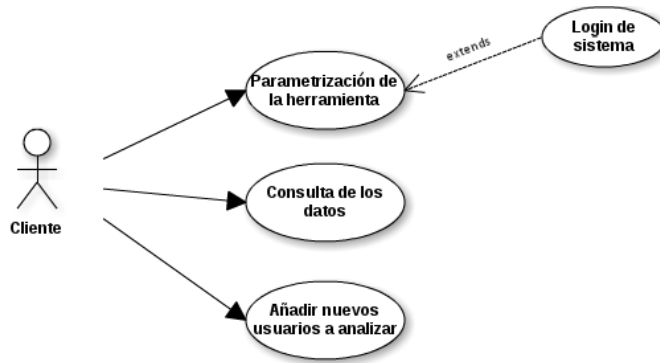 Login de
sistema
extends
Parametrización de
la herramienta
Cliente
Consulta de los
datos
Añadir nuevos
usuarios a analizar